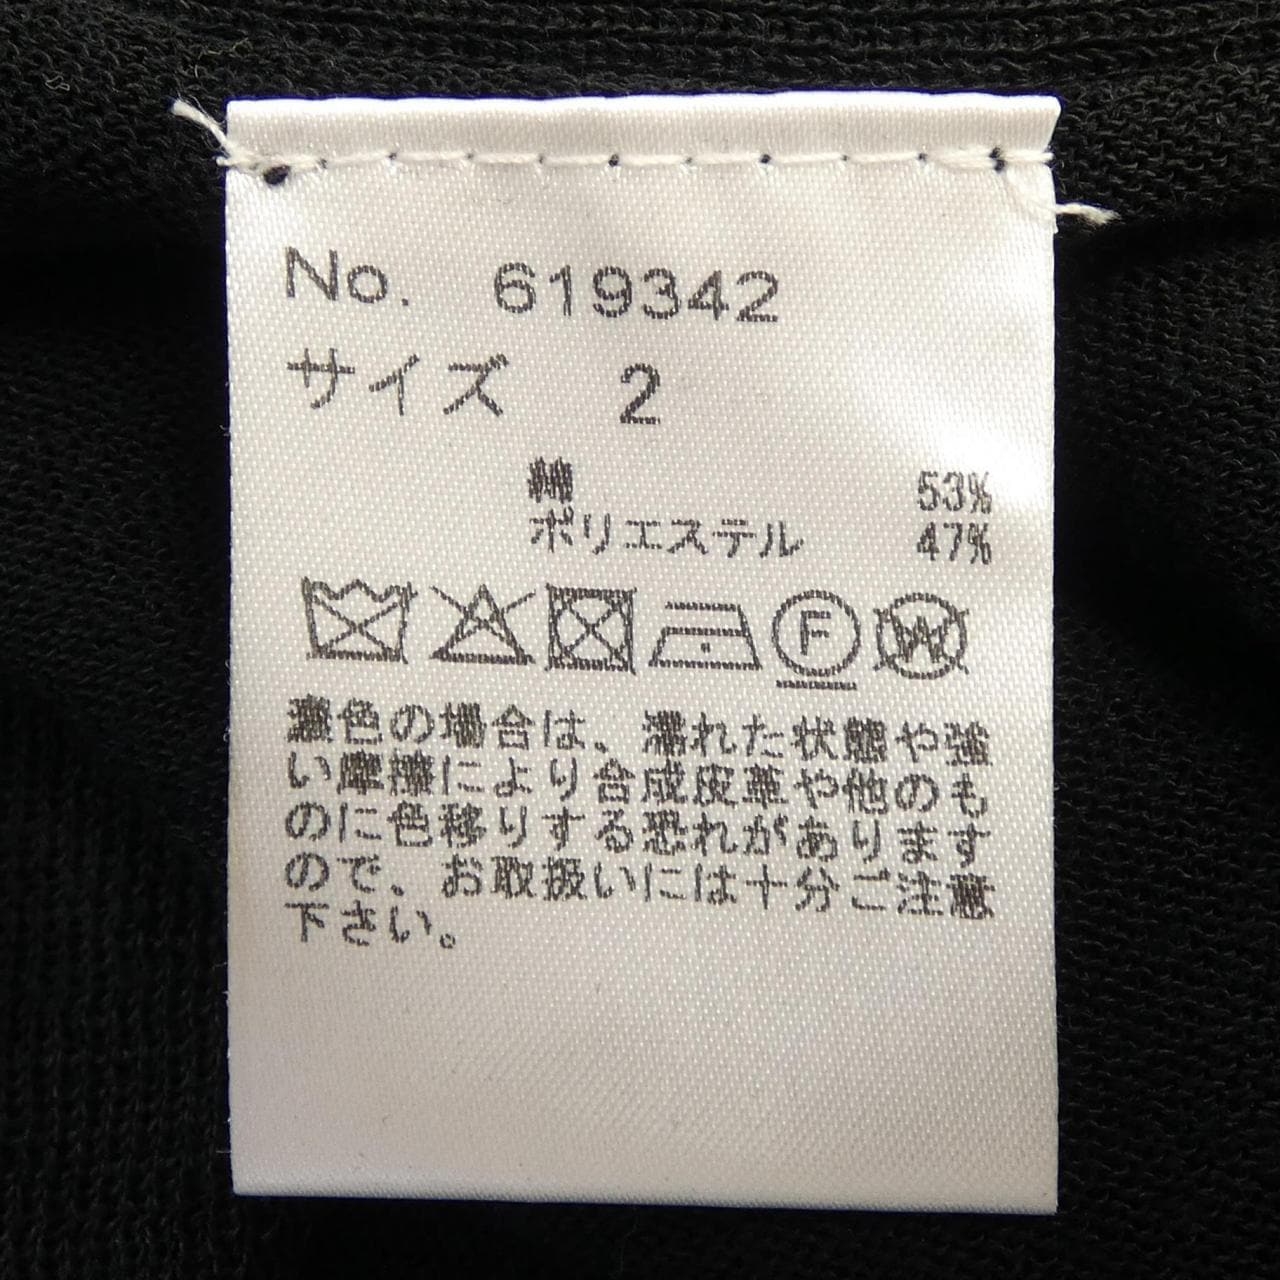 No. 619342
サイズ 2
綿 53%
ポリエステル 47%
F W
濃色の場合は、濡れた状態や強
い摩擦により合成皮革や他のも
のに色移りする恐れがあります
ので、お取扱いには十分ご注意
下さい。